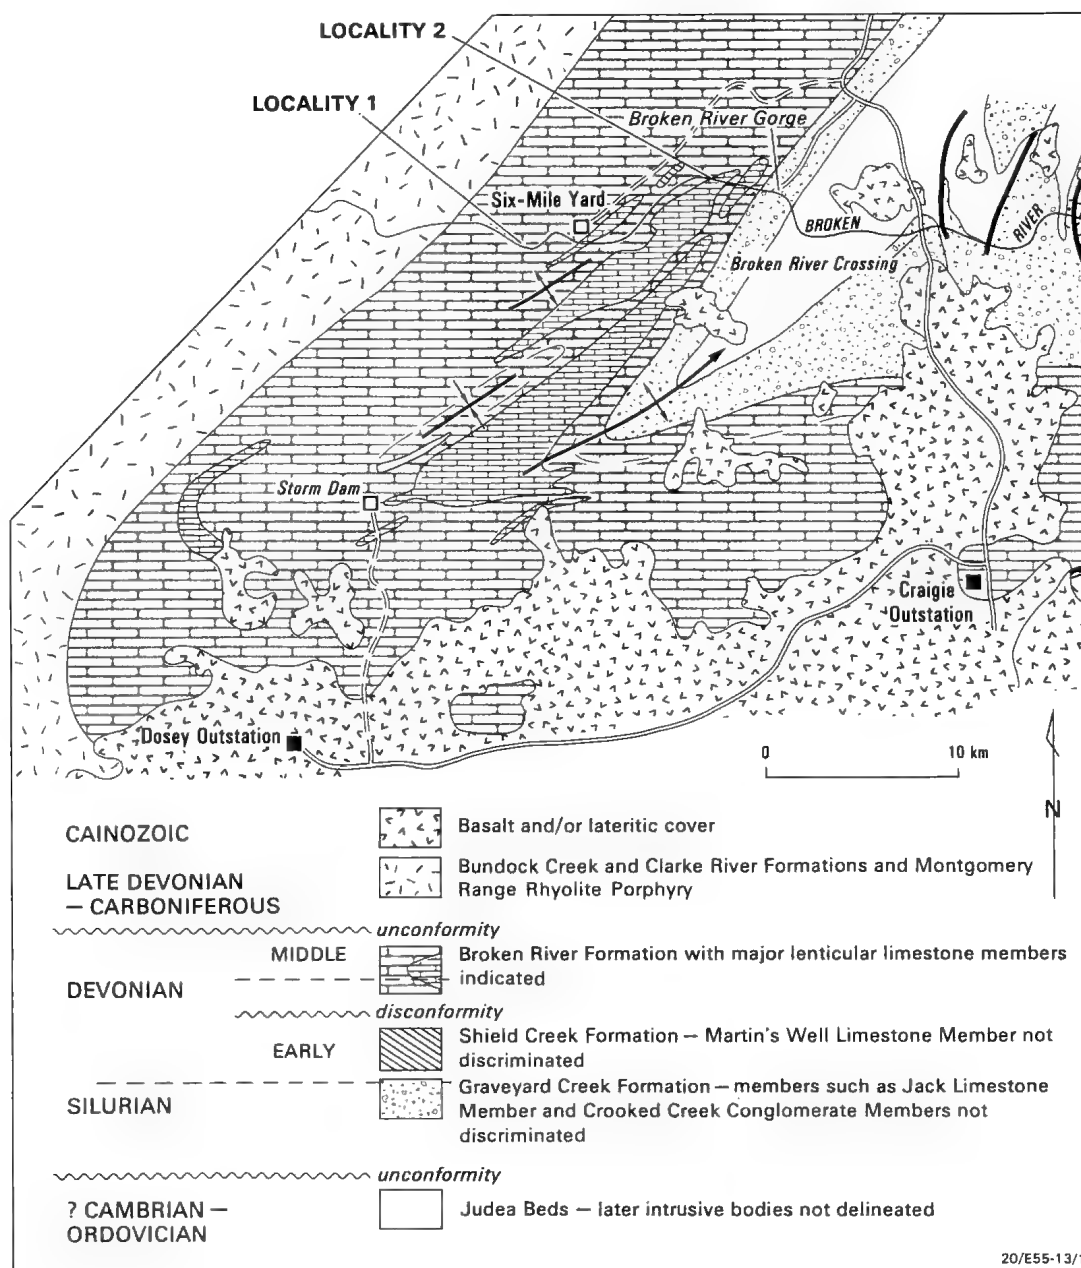 LOCALITY 2
LOCALITY 1
Broken River Gorge
Six-Mile Yard
BROKEN
RIVER
Broken River Crossing
Storm Dam
Craigie
Outstation
Dosey Outstation
0 10 km
N
CAINOZOIC
Basalt and/or lateritic cover
LATE DEVONIAN
– CARBONIFEROUS
Bundock Creek and Clarke River Formations and Montgomery
Range Rhyolite Porphyry
unconformity
DEVONIAN
MIDDLE
Broken River Formation with major lenticular limestone members
indicated
disconformity
EARLY
Shield Creek Formation – Martin's Well Limestone Member not
discriminated
SILURIAN
Graveyard Creek Formation – members such as Jack Limestone
Member and Crooked Creek Conglomerate Members not
discriminated
unconformity
? CAMBRIAN –
ORDOVICIAN
Judea Beds – later intrusive bodies not delineated
20/E55-13/1